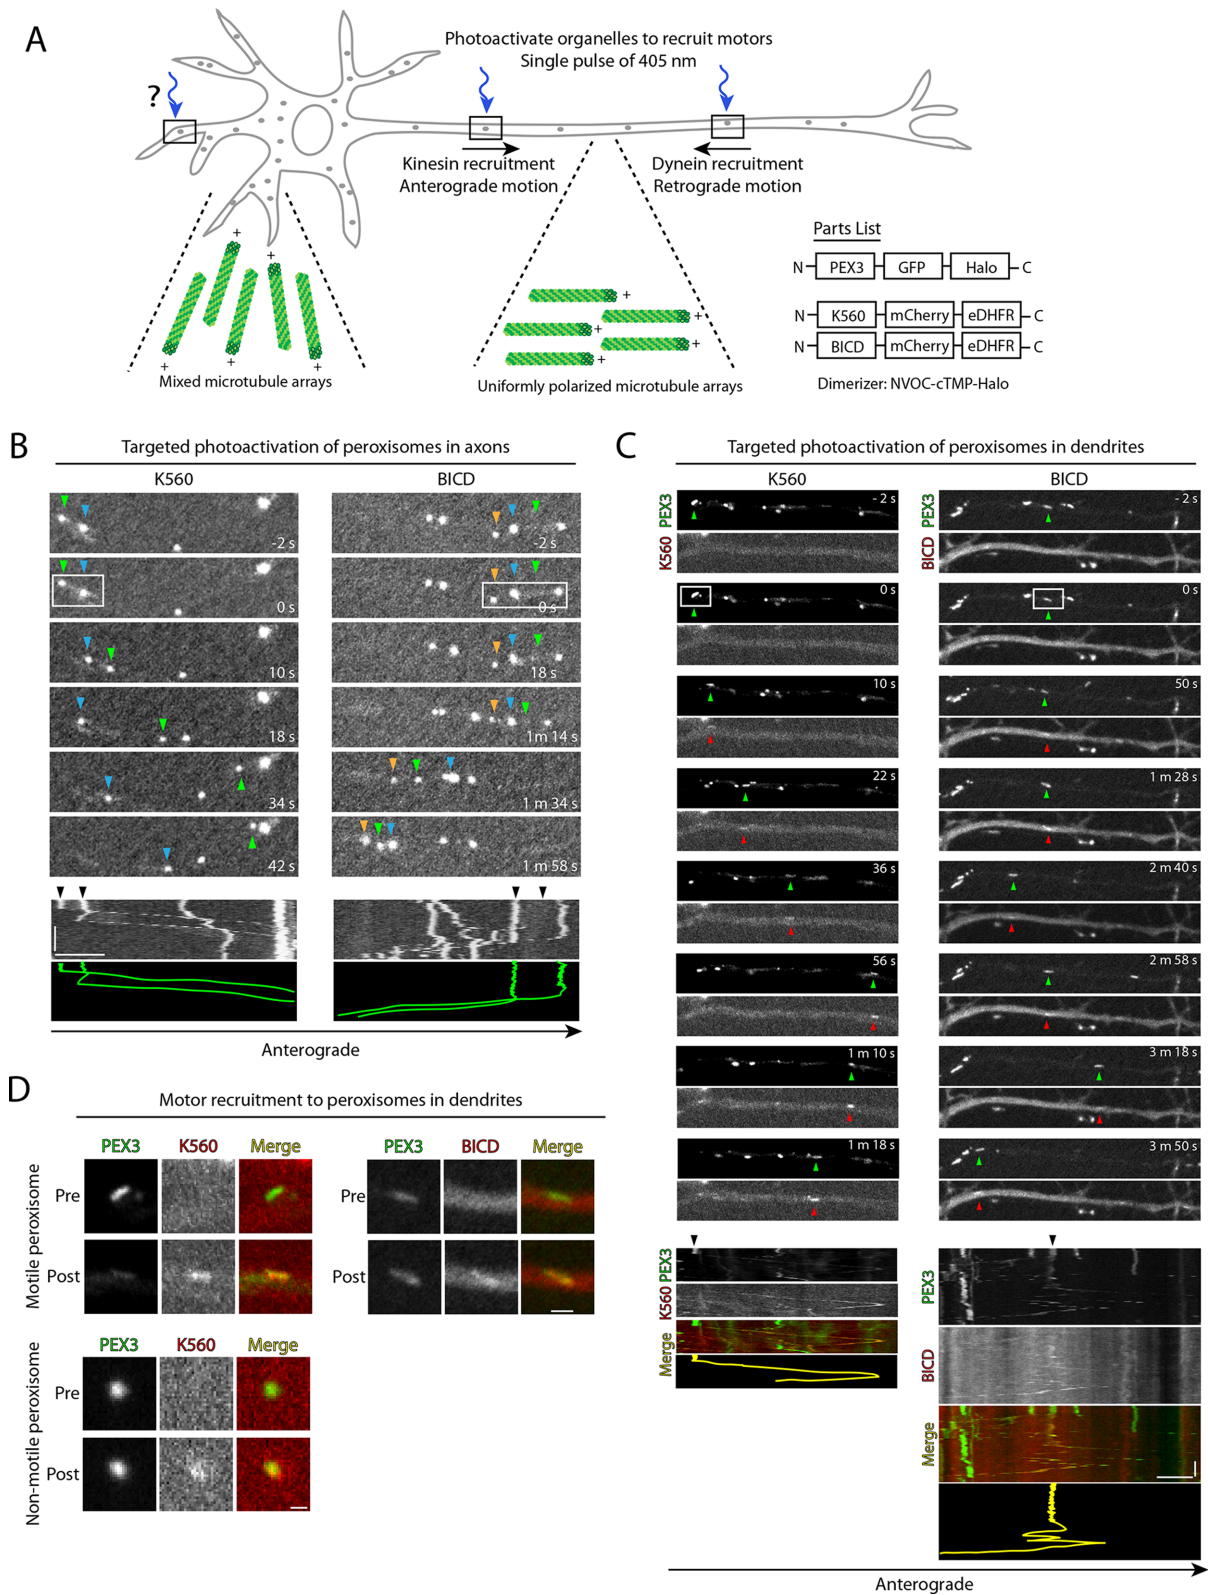 A
Photoactivate organelles to recruit motors
Single pulse of 405 nm
?
Kinesin recruitment
Anterograde motion
Dynein recruitment
Retrograde motion
+
+
+
+
+
Mixed microtubule arrays
+
+
+
+
+
Uniformly polarized microtubule arrays
Parts List
N PEX3 GFP Halo C
N K560 mCherry eDHFR C
N BICD mCherry eDHFR C
Dimerizer: NVOC-cTMP-Halo
B
Targeted photoactivation of peroxisomes in axons
K560 BICD
-2 s -2 s
0 s 0 s
10 s 18 s
18 s 1m 14 s
34 s 1 m 34 s
42 s 1 m 58 s
Anterograde
C
Targeted photoactivation of peroxisomes in dendrites
K560 BICD
PEX3 - 2 s PEX3 - 2 s
K560 BICD
0 s 0 s
10 s 50 s
22 s 1 m 28 s
36 s 2 m 40 s
56 s 2 m 58 s
1 m 10 s 3 m 18 s
1 m 18 s 3 m 50 s
PEX3 PEX3
K560 BICD
Merge Merge
Anterograde
D
Motor recruitment to peroxisomes in dendrites
Motile peroxisome
PEX3 K560 Merge PEX3 BICD Merge
Pre Pre
Post Post
Non-motile peroxisome
PEX3 K560 Merge
Pre
Post